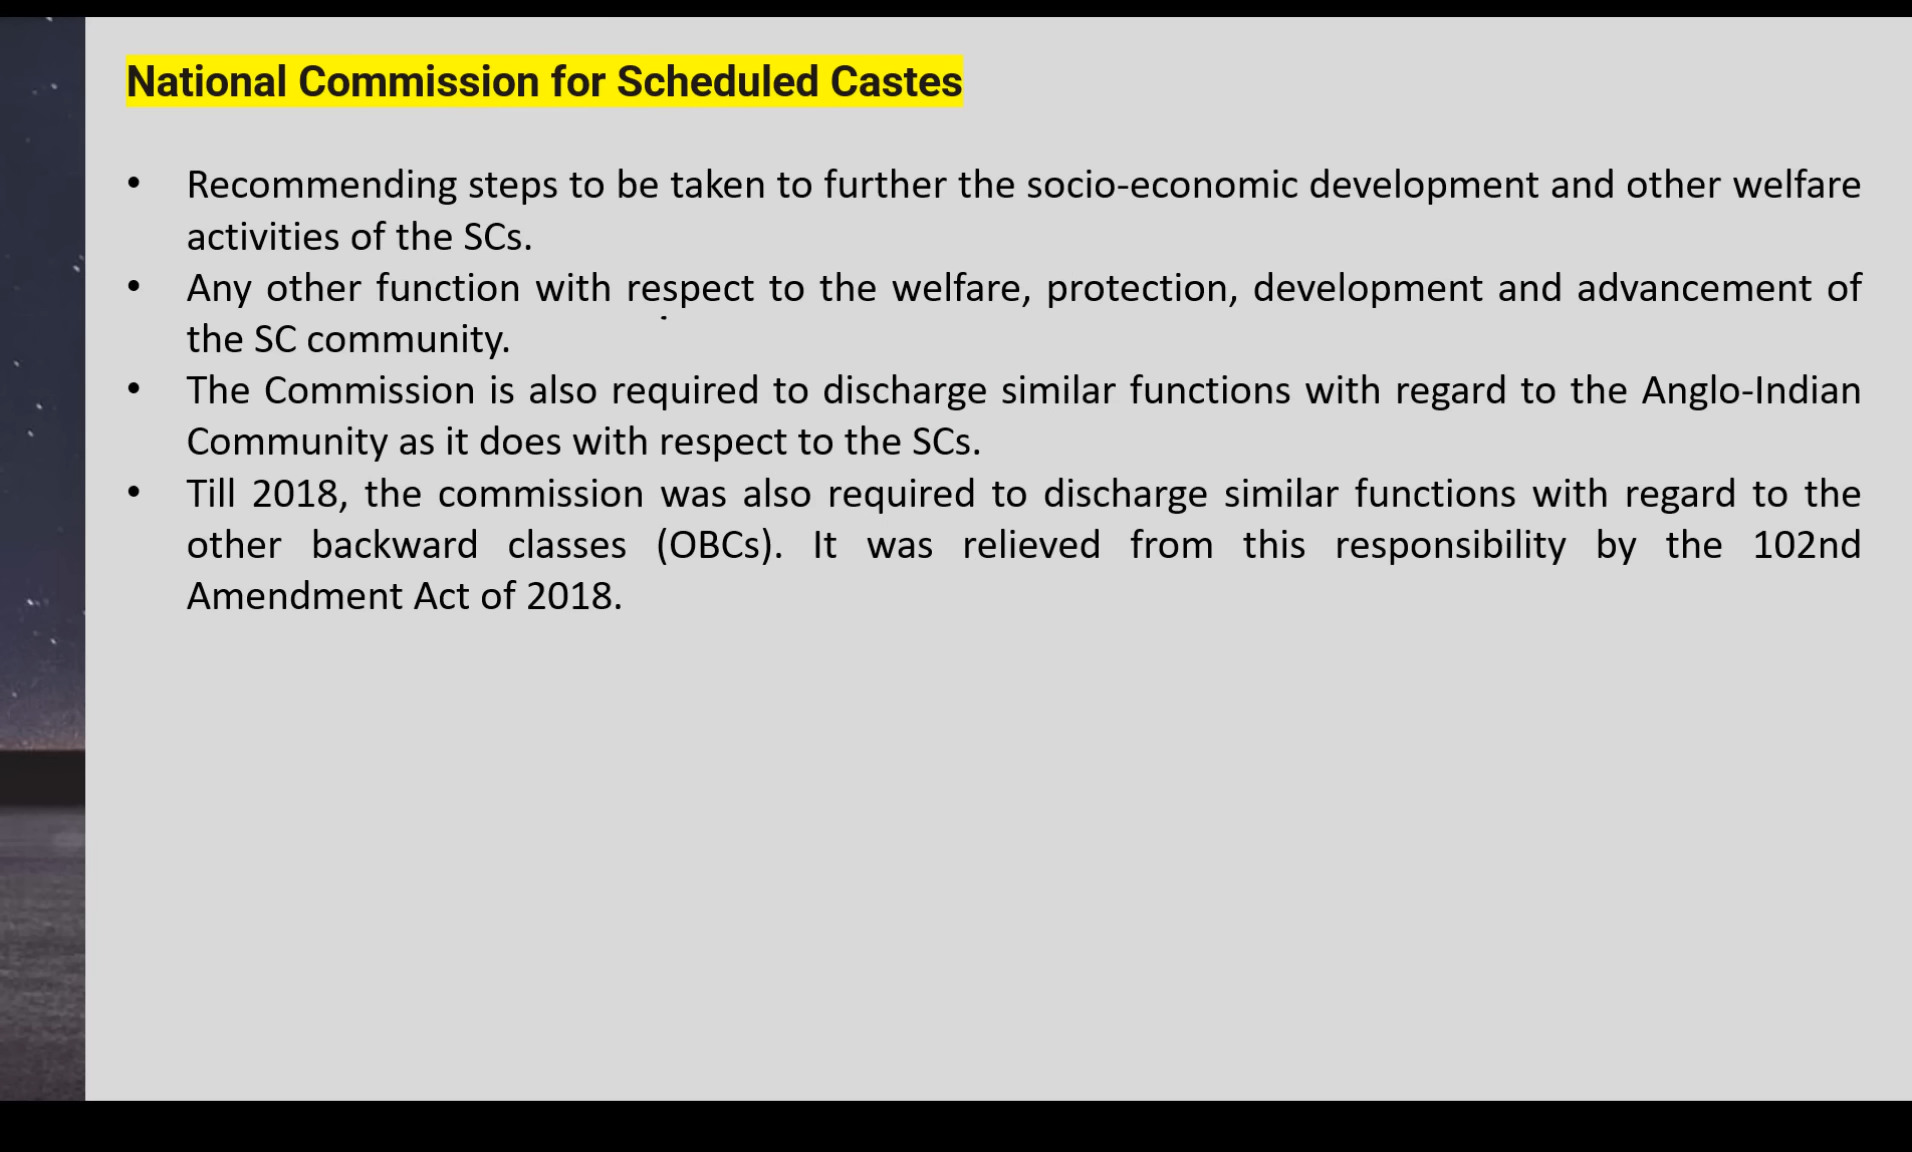 National Commission for Scheduled Castes
• Recommending steps to be taken to further the socio-economic development and other welfare
activities of the SCs.
• Any other function with respect to the welfare, protection, development and advancement of
the SC community.
• The Commission is also required to discharge similar functions with regard to the Anglo-Indian
Community as it does with respect to the SCs.
• Till 2018, the commission was also required to discharge similar functions with regard to the
other backward classes (OBCs). It was relieved from this responsibility by the 102nd
Amendment Act of 2018.